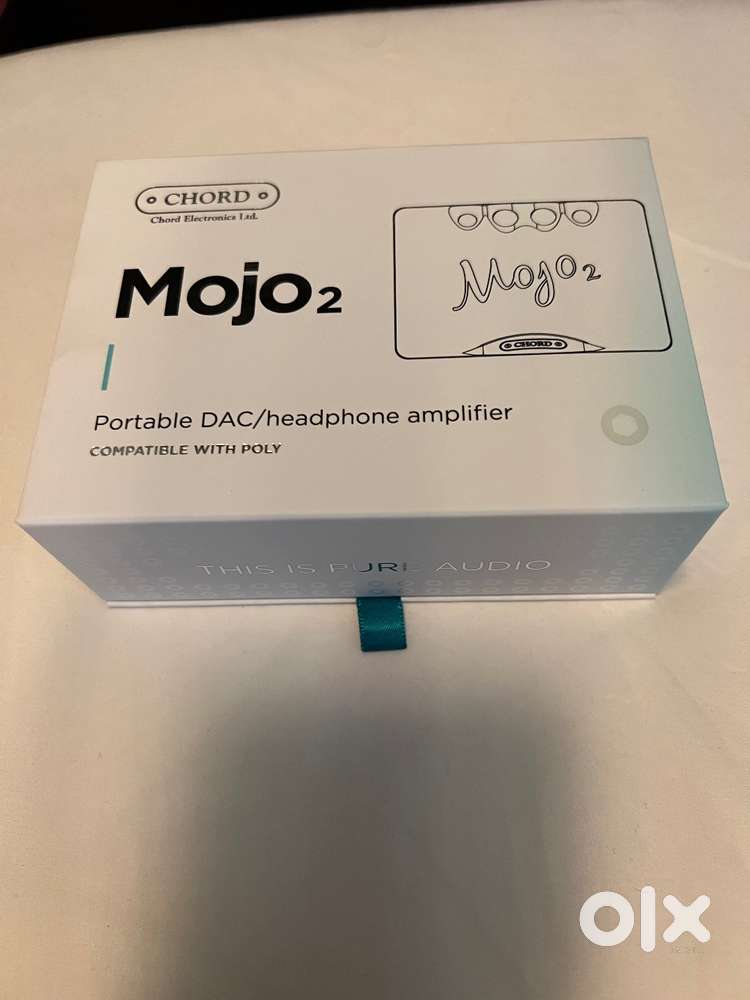 CHORD
Chord Electronics Ltd.
Mojo2
Mojo2
CHORD
Portable DAC/headphone amplifier
COMPATIBLE WITH POLY
THIS IS PURE AUDIO
olx